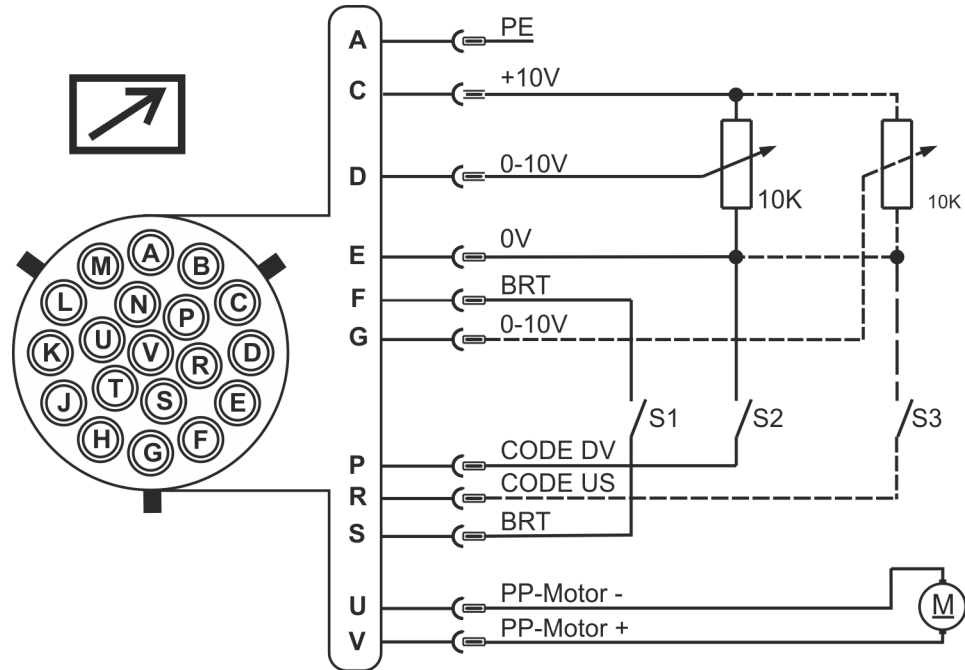 A PE
C +10V
D 0-10V
10K
10K
E 0V
F BRT
G 0-10V
S1
S2
S3
P CODE DV
R CODE US
S BRT
U PP-Motor -
V PP-Motor +
M
A
M
B
L
N
P
C
K
U
V
R
D
J
T
S
E
H
G
F